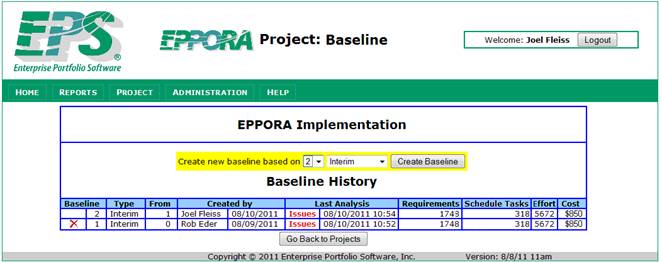 EPS®
Enterprise Portfolio Software
EPPORA Project: Baseline
Welcome: Joel Fleiss Logout
HOME REPORTS PROJECT ADMINISTRATION HELP
EPPORA Implementation
Create new baseline based on 2 Interim Create Baseline
Baseline History
Baseline Type From Created by Last Analysis Requirements Schedule Tasks Effort Cost
2 Interim 1 Joel Fleiss 08/10/2011 Issues 08/10/2011 10:54 1749 318 5672 $850
X 1 Interim 0 Rob Eder 08/09/2011 Issues 08/10/2011 10:52 1748 318 5672 $850
Go Back to Projects
Copyright © 2011 Enterprise Portfolio Software, Inc. Version: 8/8/11 11am